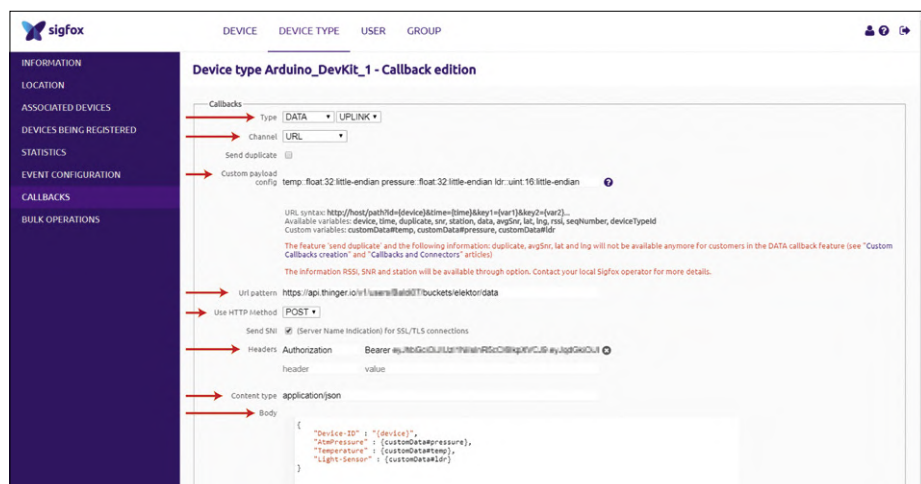 sigfox
DEVICE DEVICE TYPE USER GROUP
INFORMATION
LOCATION
ASSOCIATED DEVICES
DEVICES BEING REGISTERED
STATISTICS
EVENT CONFIGURATION
CALLBACKS
BULK OPERATIONS
Device type Arduino_DevKit_1 - Callback edition
Callbacks
Type DATA UPLINK
Channel URL
Send duplicate
Custom payload
config temp::float:32:little-endian pressure::float:32:little-endian ldr::uint:16:little-endian
URL syntax: http://host/path?id={device}&time={time}&key1={var1}&key2={var2}...
Available variables: device, time, duplicate, snr, station, data, avgSnr, lat, lng, rssi, seqNumber, deviceTypeId
Custom variables: customData#temp, customData#pressure, customData#ldr
The feature 'send duplicate' and the following information: duplicate, avgSnr, lat and lng will not be available anymore for customers in the DATA callback feature (see "Custom
Callbacks creation" and "Callbacks and Connectors" articles)
The information RSSI, SNR and station will be available through option. Contact your local Sigfox operator for more details.
Url pattern https://api.thinger.io/ buckets/elektor/data
Use HTTP Method POST
Send SNI (Server Name Indication) for SSL/TLS connections
Headers Authorization Bearer
header value
Content type application/json
Body
{
"Device-ID" : "{device}",
"AtmPressure" : {customData#pressure},
"Temperature" : {customData#temp},
"Light-Sensor" : {customData#ldr}
}